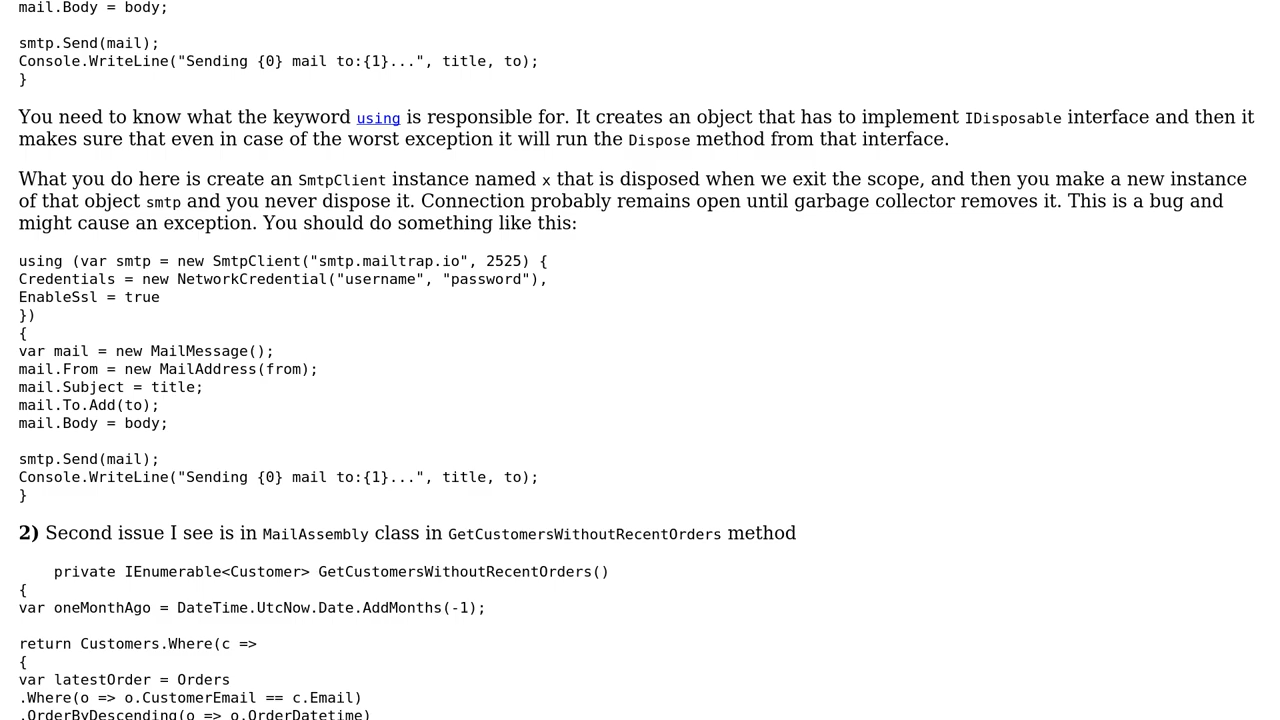 mail.Body = body;
smtp.Send(mail);
Console.WriteLine("Sending {0} mail to:{1}...", title, to);
}
You need to know what the keyword using is responsible for. It creates an object that has to implement IDisposable interface and then it
makes sure that even in case of the worst exception it will run the Dispose method from that interface.
What you do here is create an SmtpClient instance named x that is disposed when we exit the scope, and then you make a new instance
of that object smtp and you never dispose it. Connection probably remains open until garbage collector removes it. This is a bug and
might cause an exception. You should do something like this:
using (var smtp = new SmtpClient("smtp.mailtrap.io", 2525) {
Credentials = new NetworkCredential("username", "password"),
EnableSsl = true
})
{
var mail = new MailMessage();
mail.From = new MailAddress(from);
mail.Subject = title;
mail.To.Add(to);
mail.Body = body;
smtp.Send(mail);
Console.WriteLine("Sending {0} mail to:{1}...", title, to);
}
2) Second issue I see is in MailAssembly class in GetCustomersWithoutRecentOrders method
private IEnumerable<Customer> GetCustomersWithoutRecentOrders()
{
var oneMonthAgo = DateTime.UtcNow.Date.AddMonths(-1);
return Customers.Where(c =>
{
var latestOrder = Orders
.Where(o => o.CustomerEmail == c.Email)
.OrderByDescending(o => o.OrderDatetime)